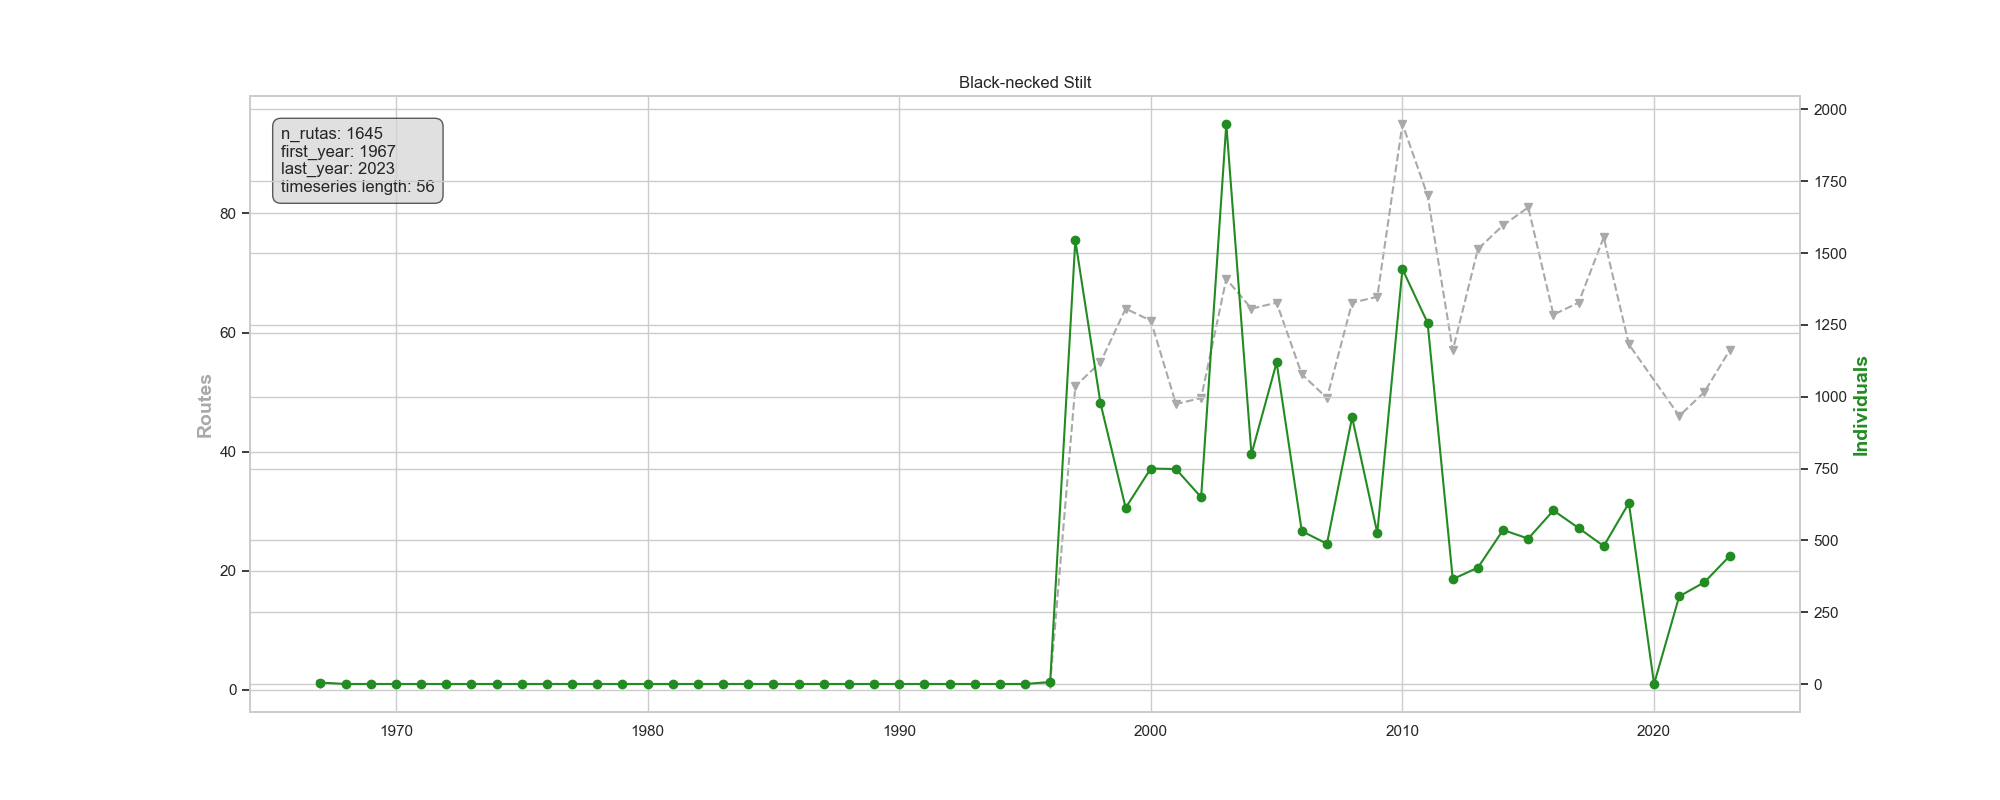 Black-necked Stilt
n_rutas: 1645
first_year: 1967
last_year: 2023
timeseries length: 56
Routes
80
60
40
20
0
2000
1750
1500
1250
1000
750
500
250
0
Individuals
1970 1980 1990 2000 2010 2020